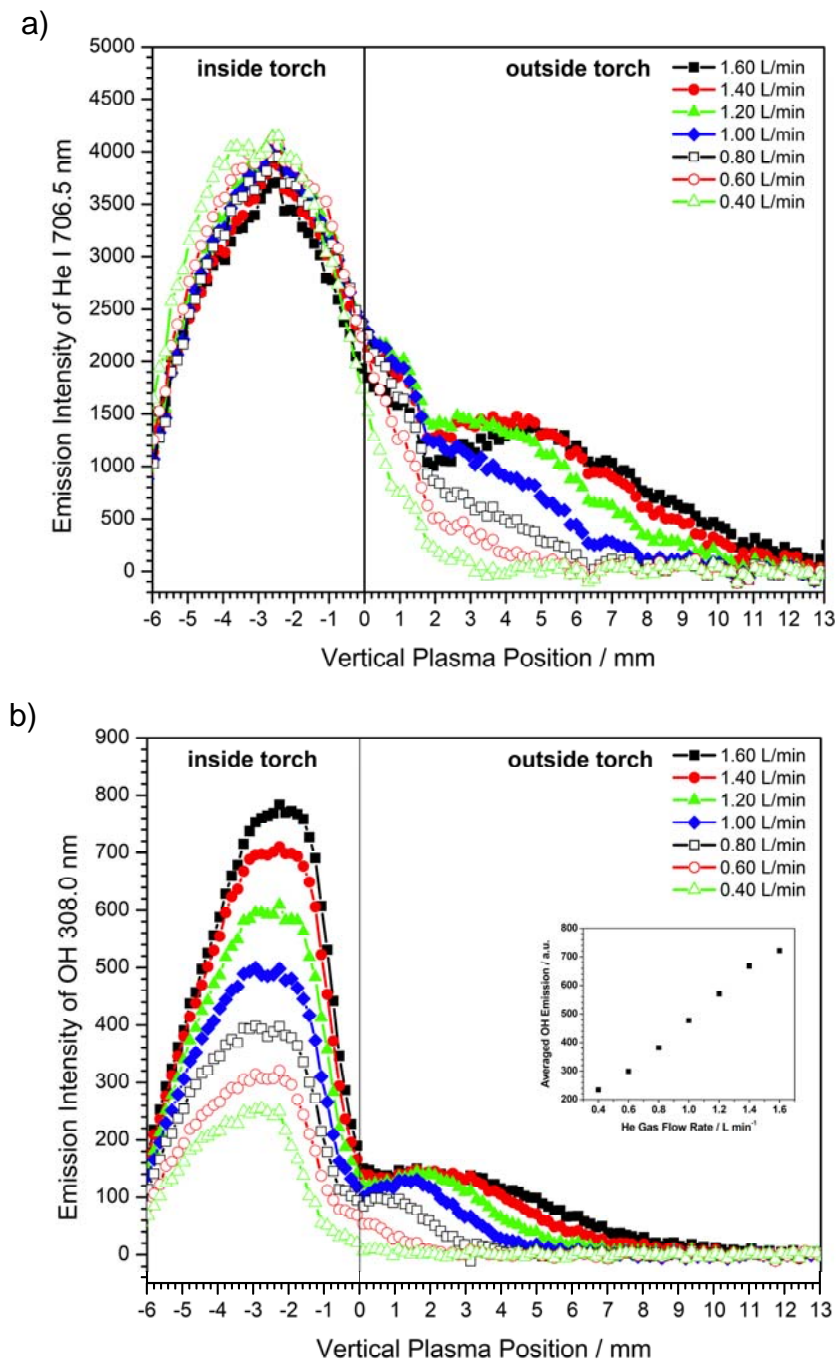 a)
inside torch
outside torch
1.60 L/min
1.40 L/min
1.20 L/min
1.00 L/min
0.80 L/min
0.60 L/min
0.40 L/min
Emission Intensity of He I 706.5 nm
5000
4500
4000
3500
3000
2500
2000
1500
1000
500
0
-6 -5 -4 -3 -2 -1 0 1 2 3 4 5 6 7 8 9 10 11 12 13
Vertical Plasma Position / mm
b)
inside torch
outside torch
1.60 L/min
1.40 L/min
1.20 L/min
1.00 L/min
0.80 L/min
0.60 L/min
0.40 L/min
Emission Intensity of OH 308.0 nm
900
800
700
600
500
400
300
200
100
0
Averaged OH Emission / a.u.
800
700
600
500
400
300
200
0.4 0.6 0.8 1.0 1.2 1.4 1.6
He Gas Flow Rate / L min⁻¹
-6 -5 -4 -3 -2 -1 0 1 2 3 4 5 6 7 8 9 10 11 12 13
Vertical Plasma Position / mm